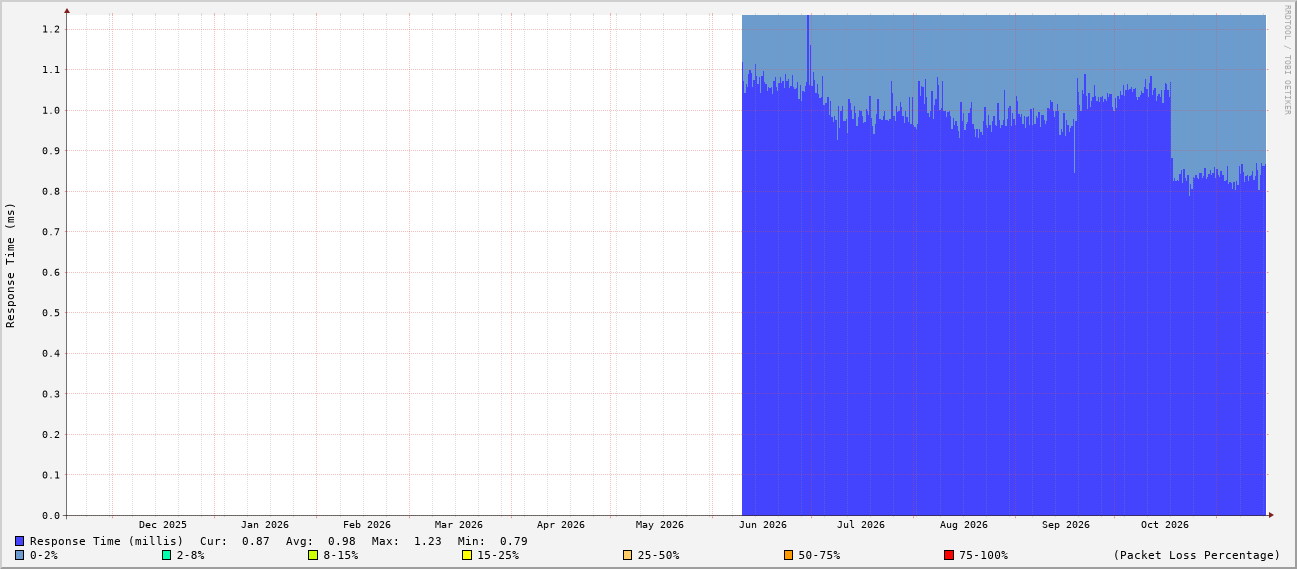 RRDTOOL / TOBI OETIKER
Response Time (ms)
1.2
1.1
1.0
0.9
0.8
0.7
0.6
0.5
0.4
0.3
0.2
0.1
0.0
Dec 2025 Jan 2026 Feb 2026 Mar 2026 Apr 2026 May 2026 Jun 2026 Jul 2026 Aug 2026 Sep 2026 Oct 2026
Response Time (millis) Cur: 0.87 Avg: 0.98 Max: 1.23 Min: 0.79
0-2% 2-8% 8-15% 15-25% 25-50% 50-75% 75-100% (Packet Loss Percentage)